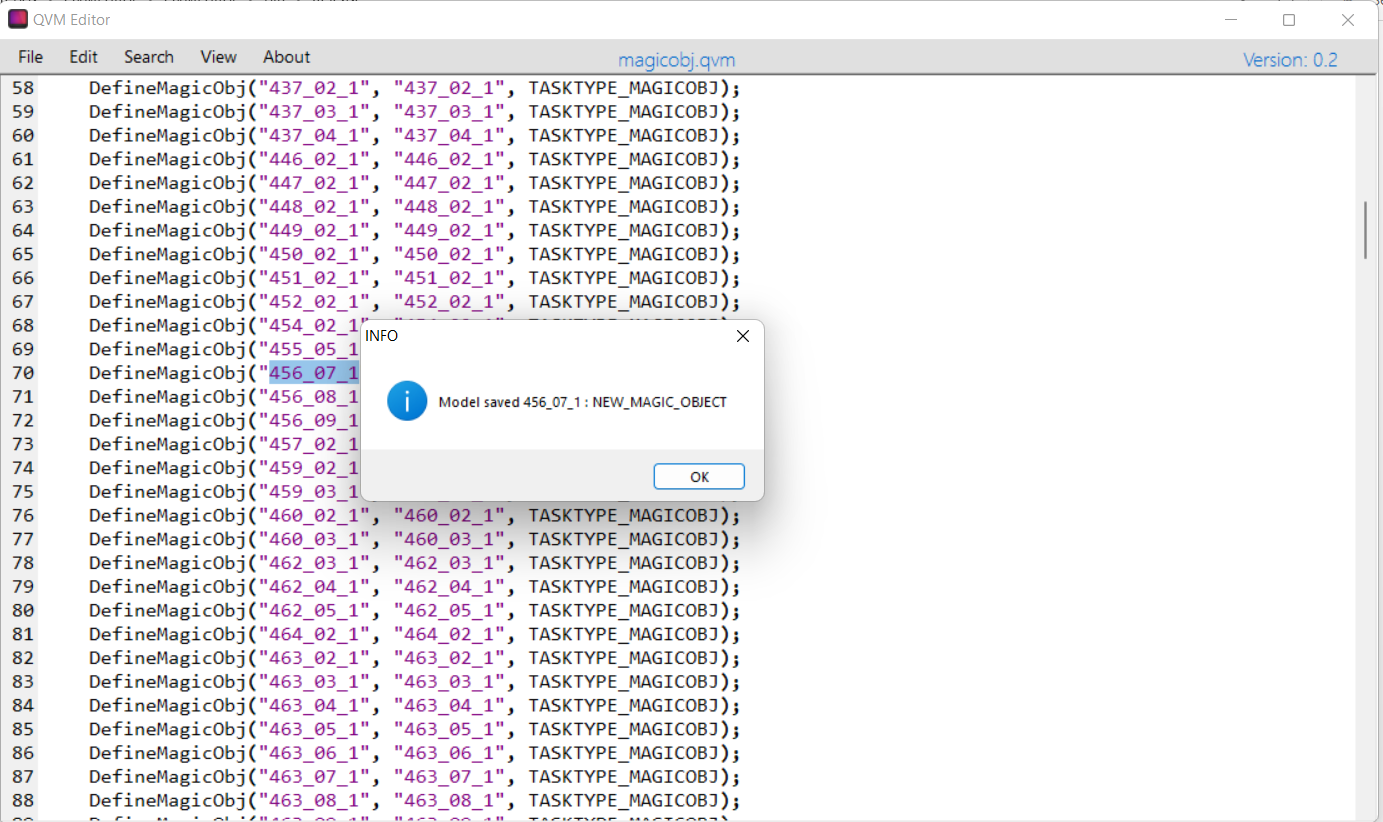 QVM Editor
File Edit Search View About magicobj.qvm Version: 0.2
58 DefineMagicObj("437_02_1", "437_02_1", TASKTYPE_MAGICOBJ);
59 DefineMagicObj("437_03_1", "437_03_1", TASKTYPE_MAGICOBJ);
60 DefineMagicObj("437_04_1", "437_04_1", TASKTYPE_MAGICOBJ);
61 DefineMagicObj("446_02_1", "446_02_1", TASKTYPE_MAGICOBJ);
62 DefineMagicObj("447_02_1", "447_02_1", TASKTYPE_MAGICOBJ);
63 DefineMagicObj("448_02_1", "448_02_1", TASKTYPE_MAGICOBJ);
64 DefineMagicObj("449_02_1", "449_02_1", TASKTYPE_MAGICOBJ);
65 DefineMagicObj("450_02_1", "450_02_1", TASKTYPE_MAGICOBJ);
66 DefineMagicObj("451_02_1", "451_02_1", TASKTYPE_MAGICOBJ);
67 DefineMagicObj("452_02_1", "452_02_1", TASKTYPE_MAGICOBJ);
68 DefineMagicObj("454_02_1
69 DefineMagicObj("455_05_1
70 DefineMagicObj("456_07_1
71 DefineMagicObj("456_08_1
72 DefineMagicObj("456_09_1
73 DefineMagicObj("457_02_1
74 DefineMagicObj("459_02_1
75 DefineMagicObj("459_03_1
INFO
Model saved 456_07_1 : NEW_MAGIC_OBJECT
OK
76 DefineMagicObj("460_02_1", "460_02_1", TASKTYPE_MAGICOBJ);
77 DefineMagicObj("460_03_1", "460_03_1", TASKTYPE_MAGICOBJ);
78 DefineMagicObj("462_03_1", "462_03_1", TASKTYPE_MAGICOBJ);
79 DefineMagicObj("462_04_1", "462_04_1", TASKTYPE_MAGICOBJ);
80 DefineMagicObj("462_05_1", "462_05_1", TASKTYPE_MAGICOBJ);
81 DefineMagicObj("464_02_1", "464_02_1", TASKTYPE_MAGICOBJ);
82 DefineMagicObj("463_02_1", "463_02_1", TASKTYPE_MAGICOBJ);
83 DefineMagicObj("463_03_1", "463_03_1", TASKTYPE_MAGICOBJ);
84 DefineMagicObj("463_04_1", "463_04_1", TASKTYPE_MAGICOBJ);
85 DefineMagicObj("463_05_1", "463_05_1", TASKTYPE_MAGICOBJ);
86 DefineMagicObj("463_06_1", "463_06_1", TASKTYPE_MAGICOBJ);
87 DefineMagicObj("463_07_1", "463_07_1", TASKTYPE_MAGICOBJ);
88 DefineMagicObj("463_08_1", "463_08_1", TASKTYPE_MAGICOBJ);